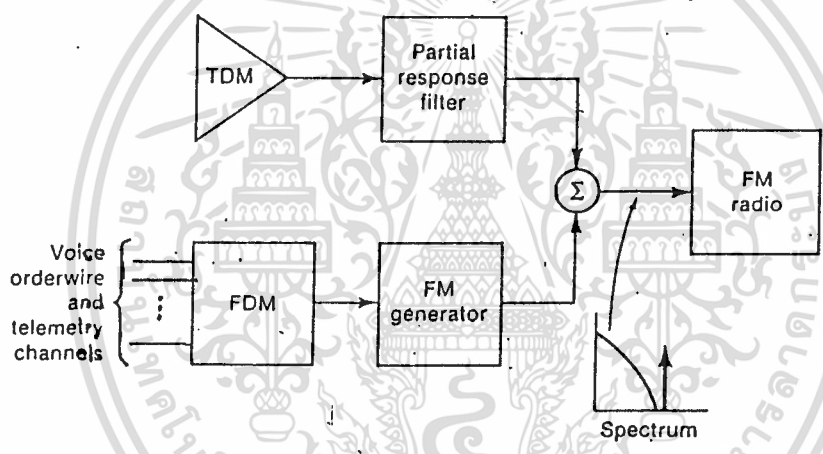 TDM
Partial
response
filter
Σ
FM
radio
Voice
orderwire
and
telemetry
channels
FDM
FM
generator
Spectrum